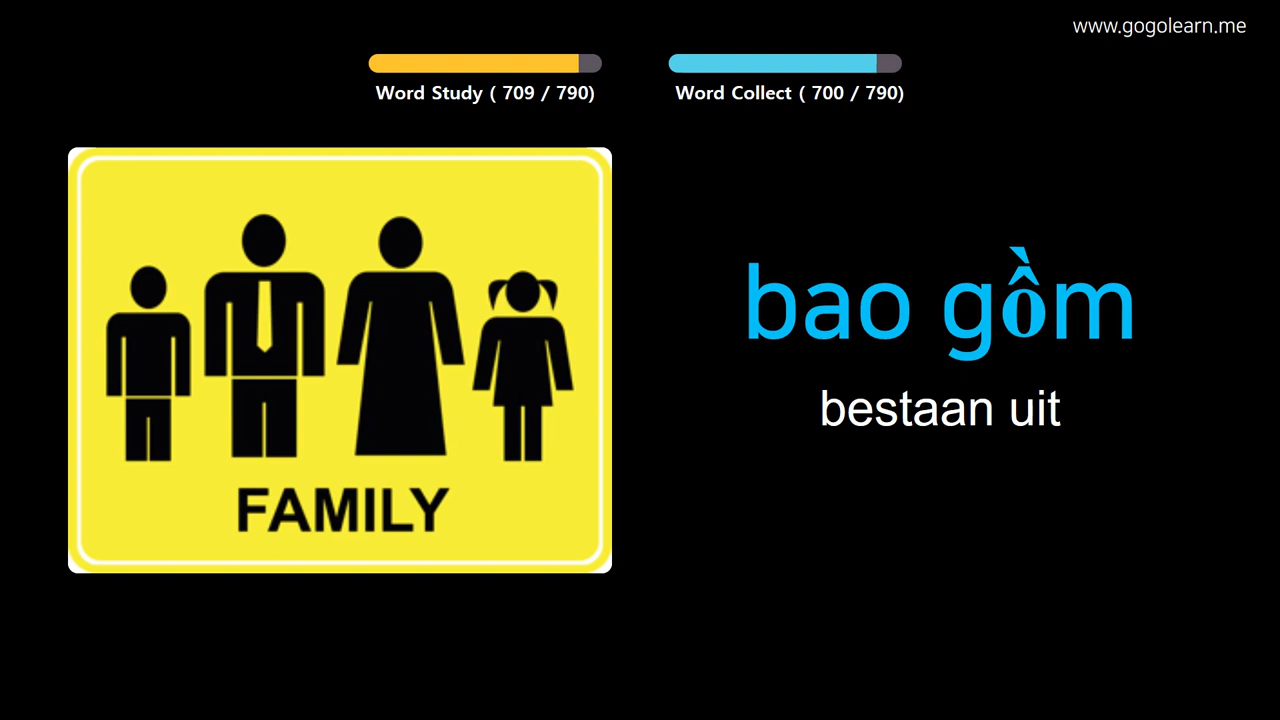 www.gogolearn.me
Word Study ( 709 / 790)
Word Collect ( 700 / 790)
FAMILY
bao gồm
bestaan uit